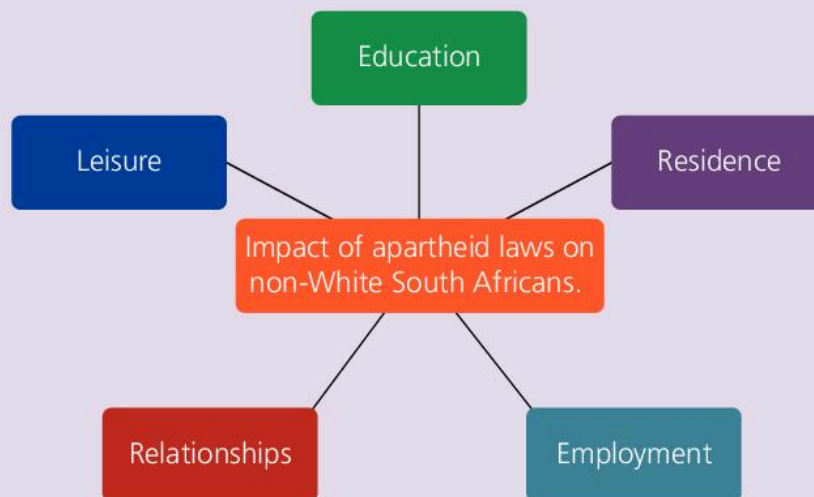 Education
Leisure
Residence
Impact of apartheid laws on
non-White South Africans.
Relationships
Employment